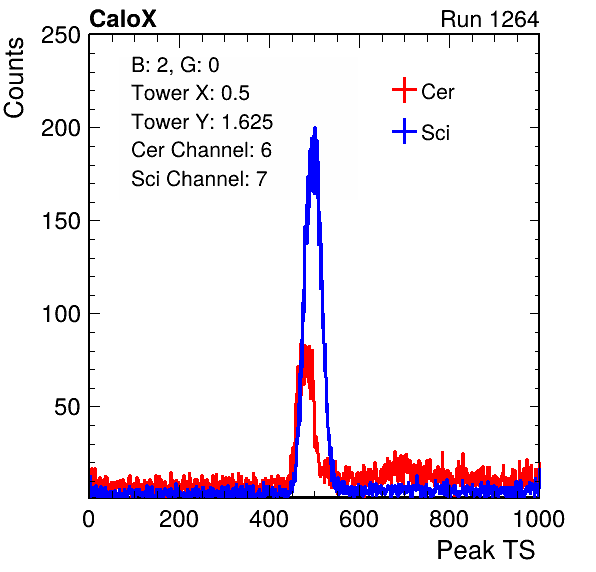 CaloX Run 1264
250
200
150
100
50
Counts
B: 2, G: 0
Tower X: 0.5
Tower Y: 1.625
Cer Channel: 6
Sci Channel: 7
Cer
Sci
0 200 400 600 800 1000
Peak TS